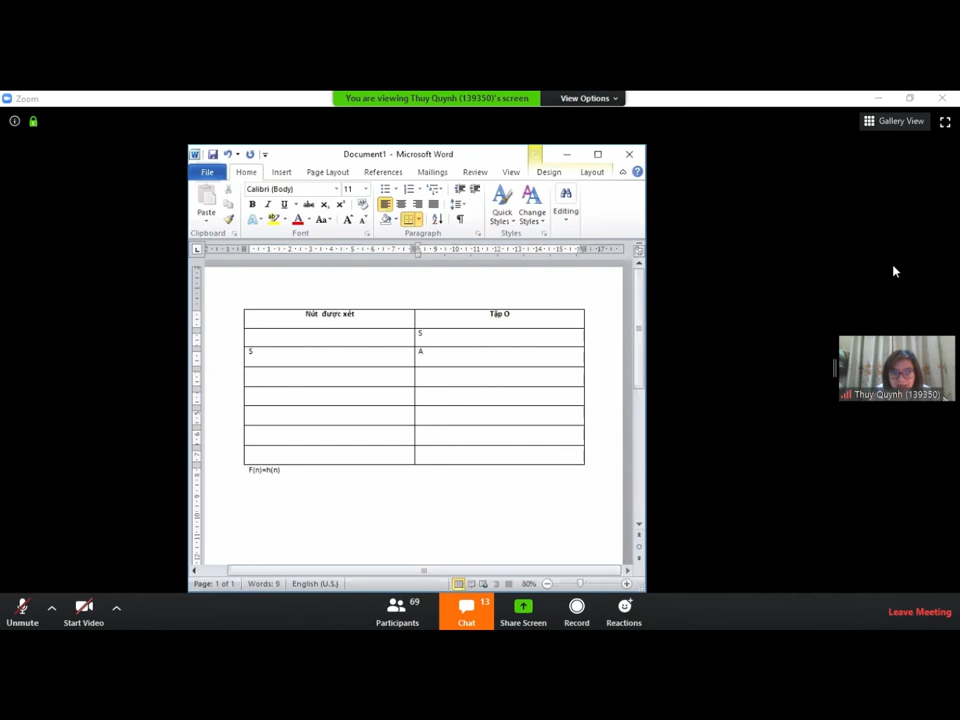 Zoom
You are viewing Thuy Quynh (139350)'s screen
View Options
Gallery View
Document1 - Microsoft Word
File
Home
Insert
Page Layout
References
Mailings
Review
View
Design
Layout
Calibri (Body)
11
Paste
Quick Styles
Change Styles
Editing
Clipboard
Font
Paragraph
Styles
Nút được xét
Tập O
S
S
A
F(n)=h(n)
Page: 1 of 1
Words: 9
English (U.S.)
80%
Thuy Quynh (139350)
Unmute
Start Video
Participants
69
Chat
13
Share Screen
Record
Reactions
Leave Meeting